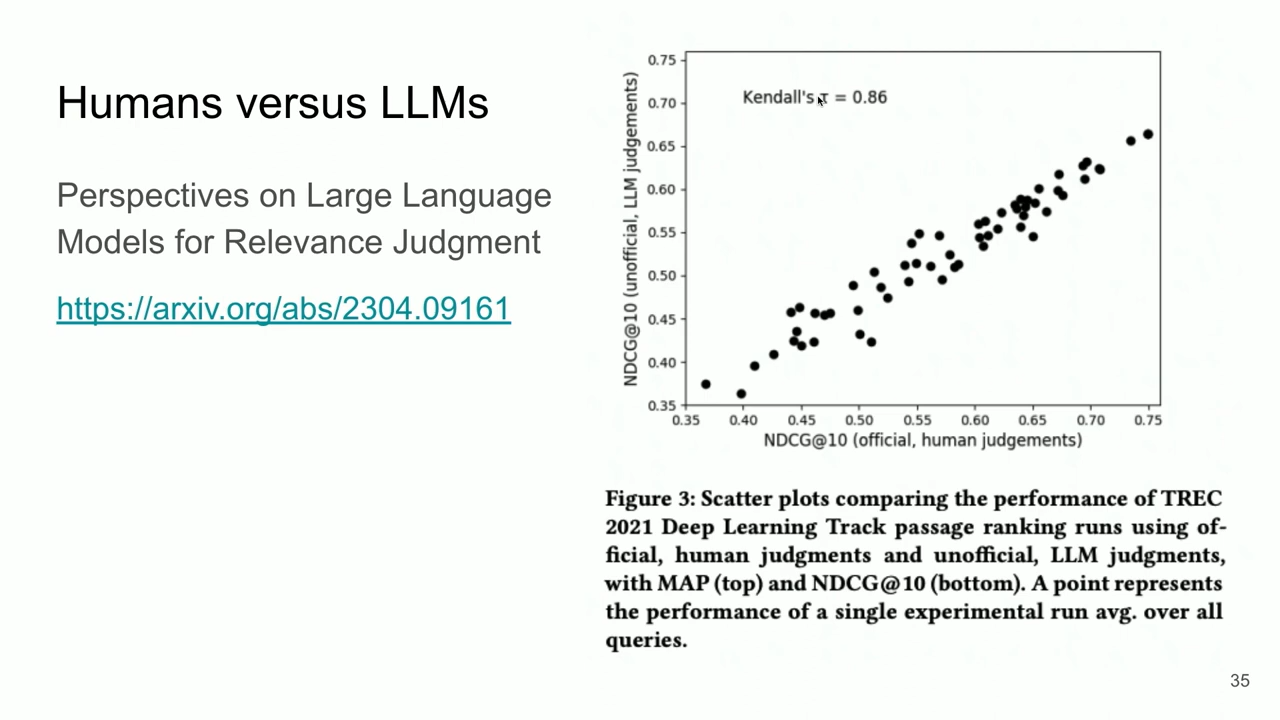 Humans versus LLMs
Perspectives on Large Language
Models for Relevance Judgment
https://arxiv.org/abs/2304.09161
NDCG@10 (unofficial, LLM judgements)
0.75
0.70
0.65
0.60
0.55
0.50
0.45
0.40
0.35
Kendall's τ = 0.86
0.35 0.40 0.45 0.50 0.55 0.60 0.65 0.70 0.75
NDCG@10 (official, human judgements)
Figure 3: Scatter plots comparing the performance of TREC
2021 Deep Learning Track passage ranking runs using of-
ficial, human judgments and unofficial, LLM judgments,
with MAP (top) and NDCG@10 (bottom). A point represents
the performance of a single experimental run avg. over all
queries.
35